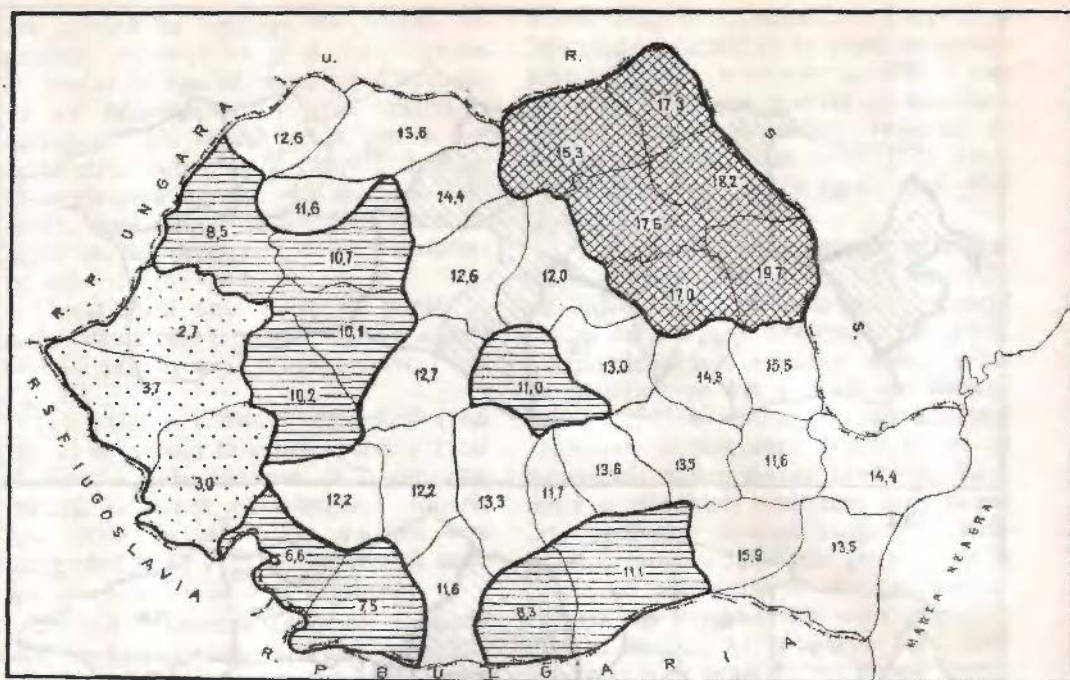 U. R. S. S.
R. P. UNGARA
R. S. F. IUGOSLAVIA
R. P. BULGARIA
MAREA NEAGRA
17,3
12,6 13,6
18,2
14,4
11,6
8,5 17,6
10,7
12,6 12,0 17,0 19,7
2,7 10,1
3,7 12,7 13,0 14,3 15,5
10,2 11,0
3,0 13,6 13,5 11,6 14,4
12,2 12,2 13,3 11,7
6,6 15,9 13,5
7,5 11,6 8,3 11,1